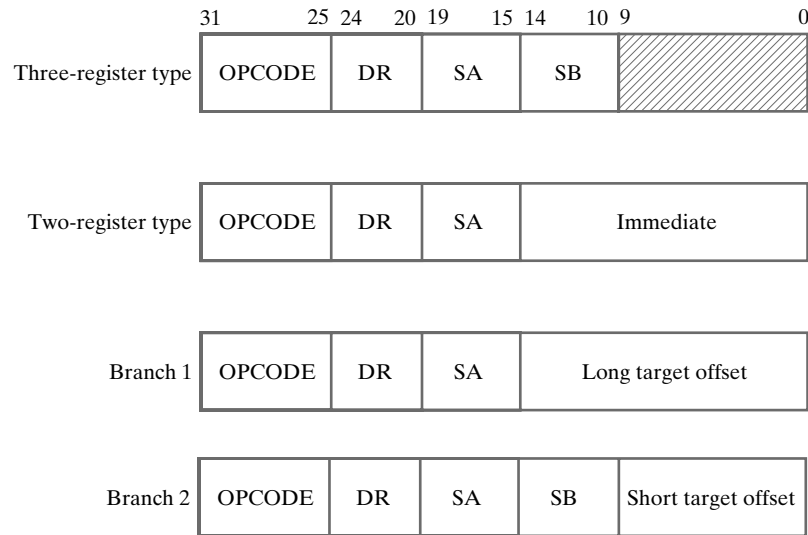 31 25 24 20 19 15 14 10 9 0
Three-register type OPCODE DR SA SB
Two-register type OPCODE DR SA Immediate
Branch 1 OPCODE DR SA Long target offset
Branch 2 OPCODE DR SA SB Short target offset